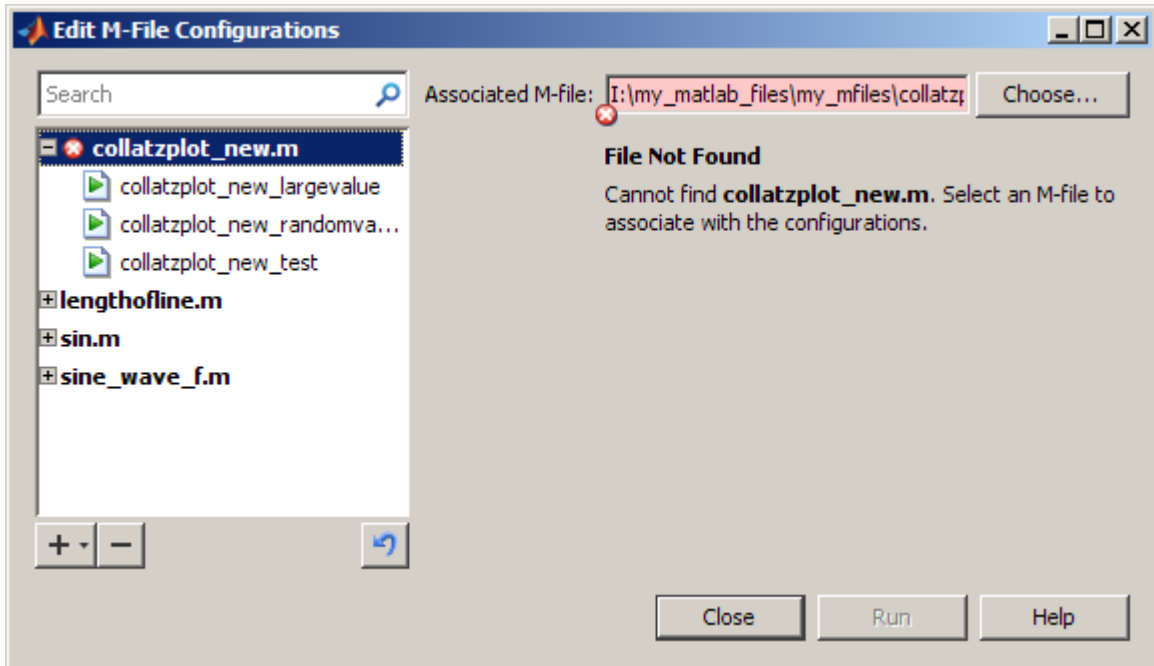 Edit M-File Configurations
Search
Associated M-file:
I:\my_matlab_files\my_mfiles\collatzp
Choose...
collatzplot_new.m
collatzplot_new_largevalue
collatzplot_new_randomva...
collatzplot_new_test
lengthofline.m
sin.m
sine_wave_f.m
File Not Found
Cannot find collatzplot_new.m. Select an M-file to
associate with the configurations.
Close
Run
Help